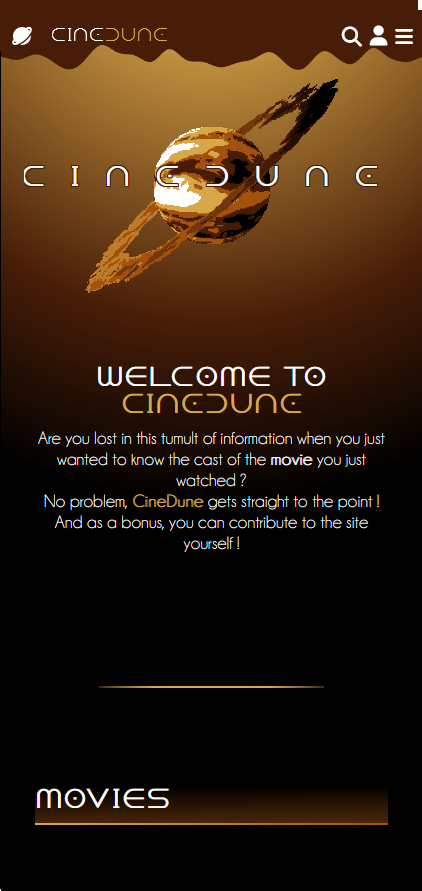 CINEDUNE
CINEDUNE
WELCOME TO
CINEDUNE
Are you lost in this tumult of information when you just
wanted to know the cast of the movie you just
watched ?
No problem, CineDune gets straight to the point !
And as a bonus, you can contribute to the site
yourself !
MOVIES